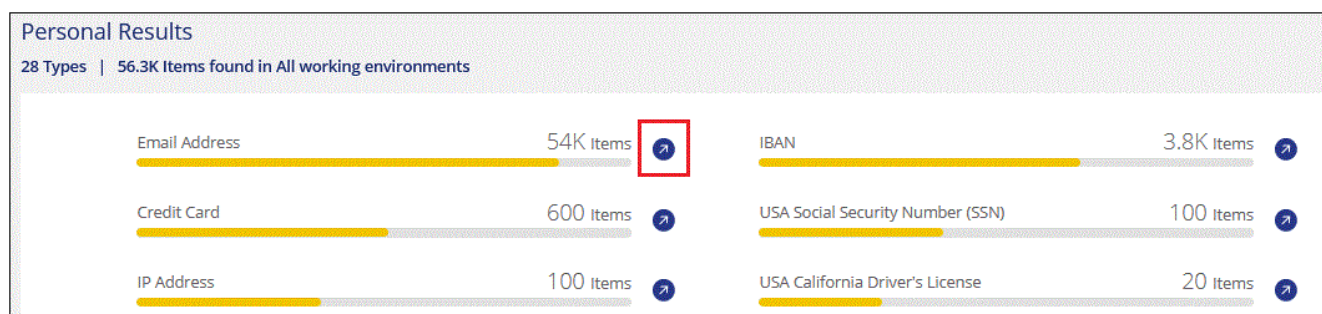 Personal Results
28 Types | 56.3K Items found in All working environments
Email Address 54K Items
IBAN 3.8K Items
Credit Card 600 Items
USA Social Security Number (SSN) 100 Items
IP Address 100 Items
USA California Driver's License 20 Items